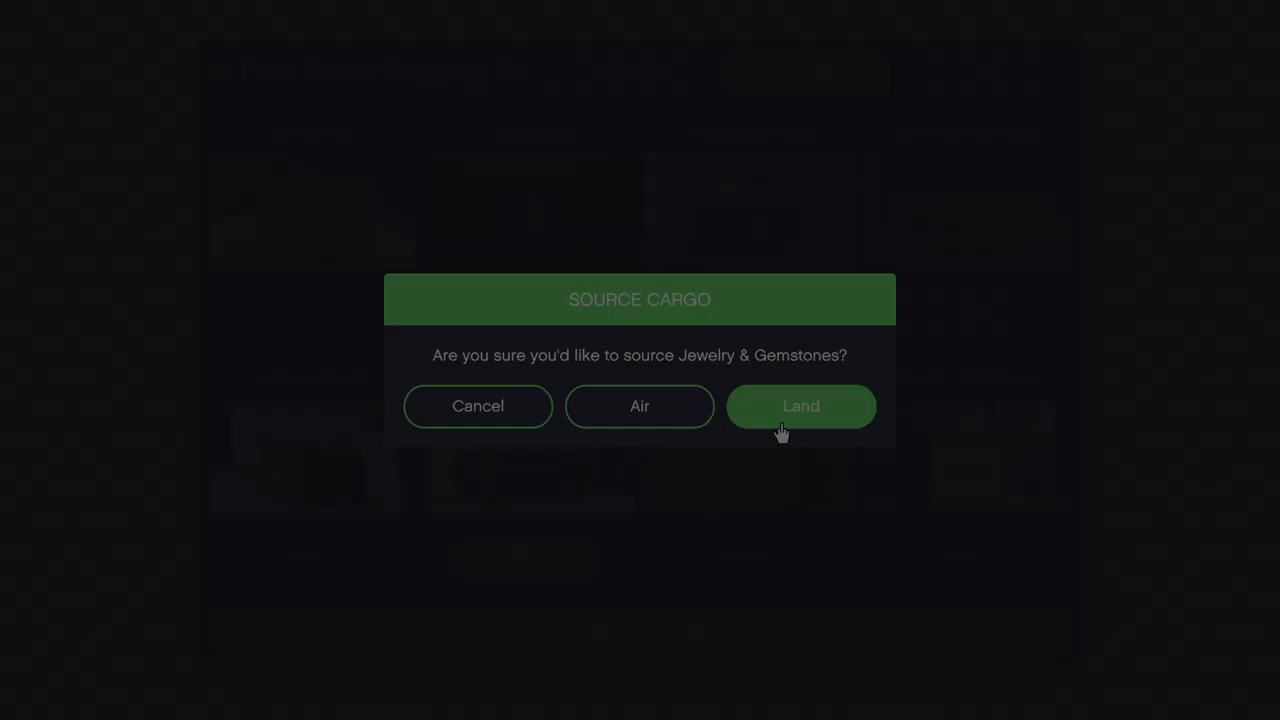 SOURCE CARGO
Are you sure you'd like to source Jewelry & Gemstones?
Cancel
Air
Land